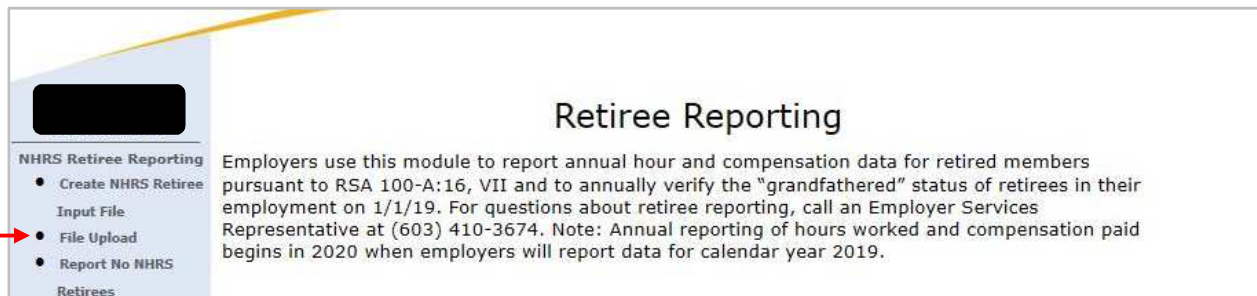 Retiree Reporting
NHRS Retiree Reporting
Create NHRS Retiree
Input File
File Upload
Report No NHRS
Retirees
Employers use this module to report annual hour and compensation data for retired members
pursuant to RSA 100-A:16, VII and to annually verify the “grandfathered” status of retirees in their
employment on 1/1/19. For questions about retiree reporting, call an Employer Services
Representative at (603) 410-3674. Note: Annual reporting of hours worked and compensation paid
begins in 2020 when employers will report data for calendar year 2019.